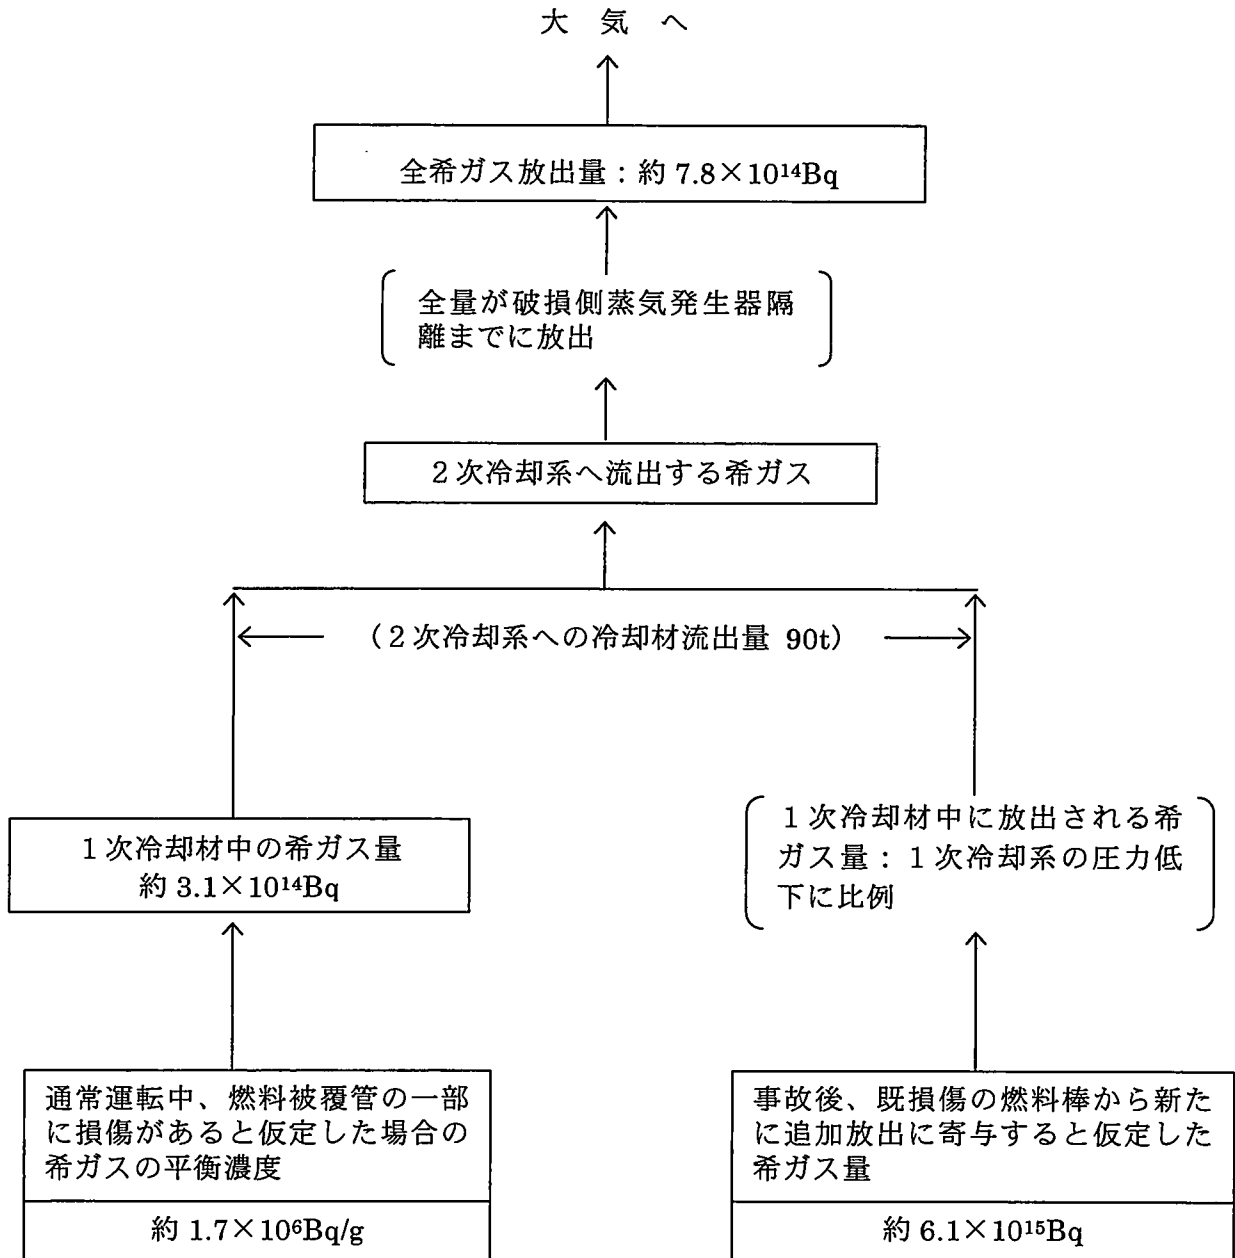 大 気 へ
全希ガス放出量:約 7.8×10¹⁴Bq
全量が破損側蒸気発生器隔
離までに放出
2次冷却系へ流出する希ガス
(2次冷却系への冷却材流出量 90t)
1次冷却材中の希ガス量
約 3.1×10¹⁴Bq
1次冷却材中に放出される希
ガス量:1次冷却系の圧力低
下に比例
通常運転中、燃料被覆管の一部
に損傷があると仮定した場合の
希ガスの平衡濃度
約 1.7×10⁶Bq/g
事故後、既損傷の燃料棒から新た
に追加放出に寄与すると仮定した
希ガス量
約 6.1×10¹⁵Bq